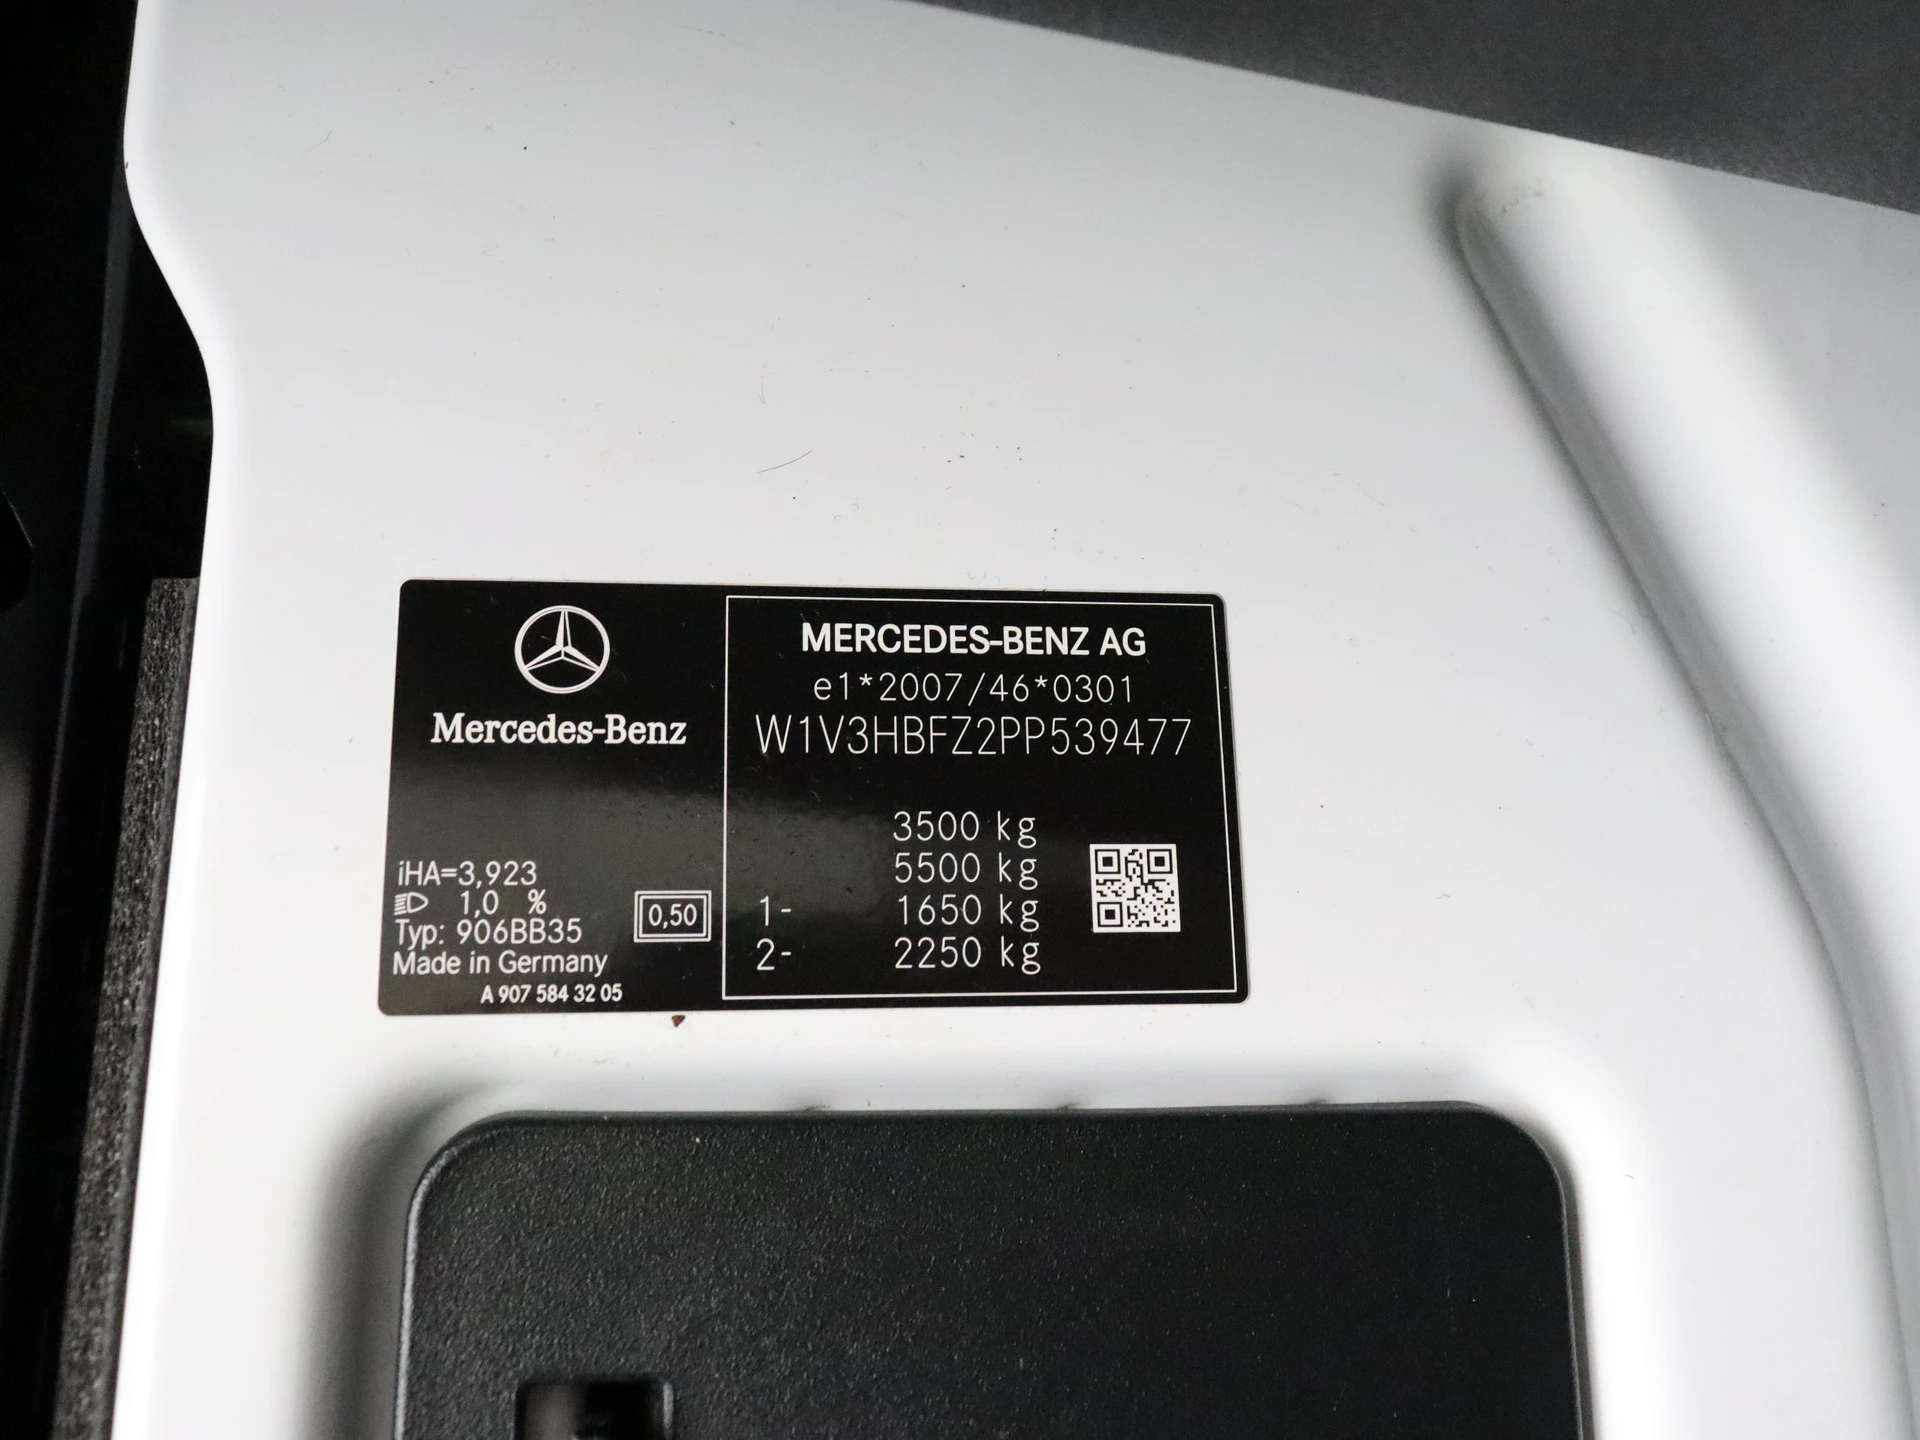 Mercedes-Benz
iHA=3,923
1,0 %
Typ: 906BB35
Made in Germany
A 907 584 32 05
0,50
MERCEDES-BENZ AG
e1*2007/46*0301
W1V3HBFZ2PP539477
3500 kg
5500 kg
1- 1650 kg
2- 2250 kg